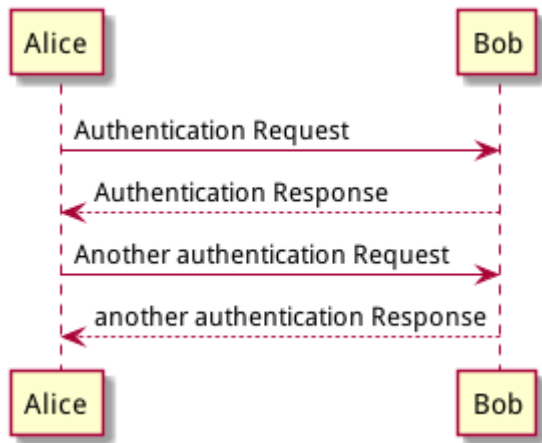 Alice
Bob
Authentication Request
Authentication Response
Another authentication Request
another authentication Response
Alice
Bob